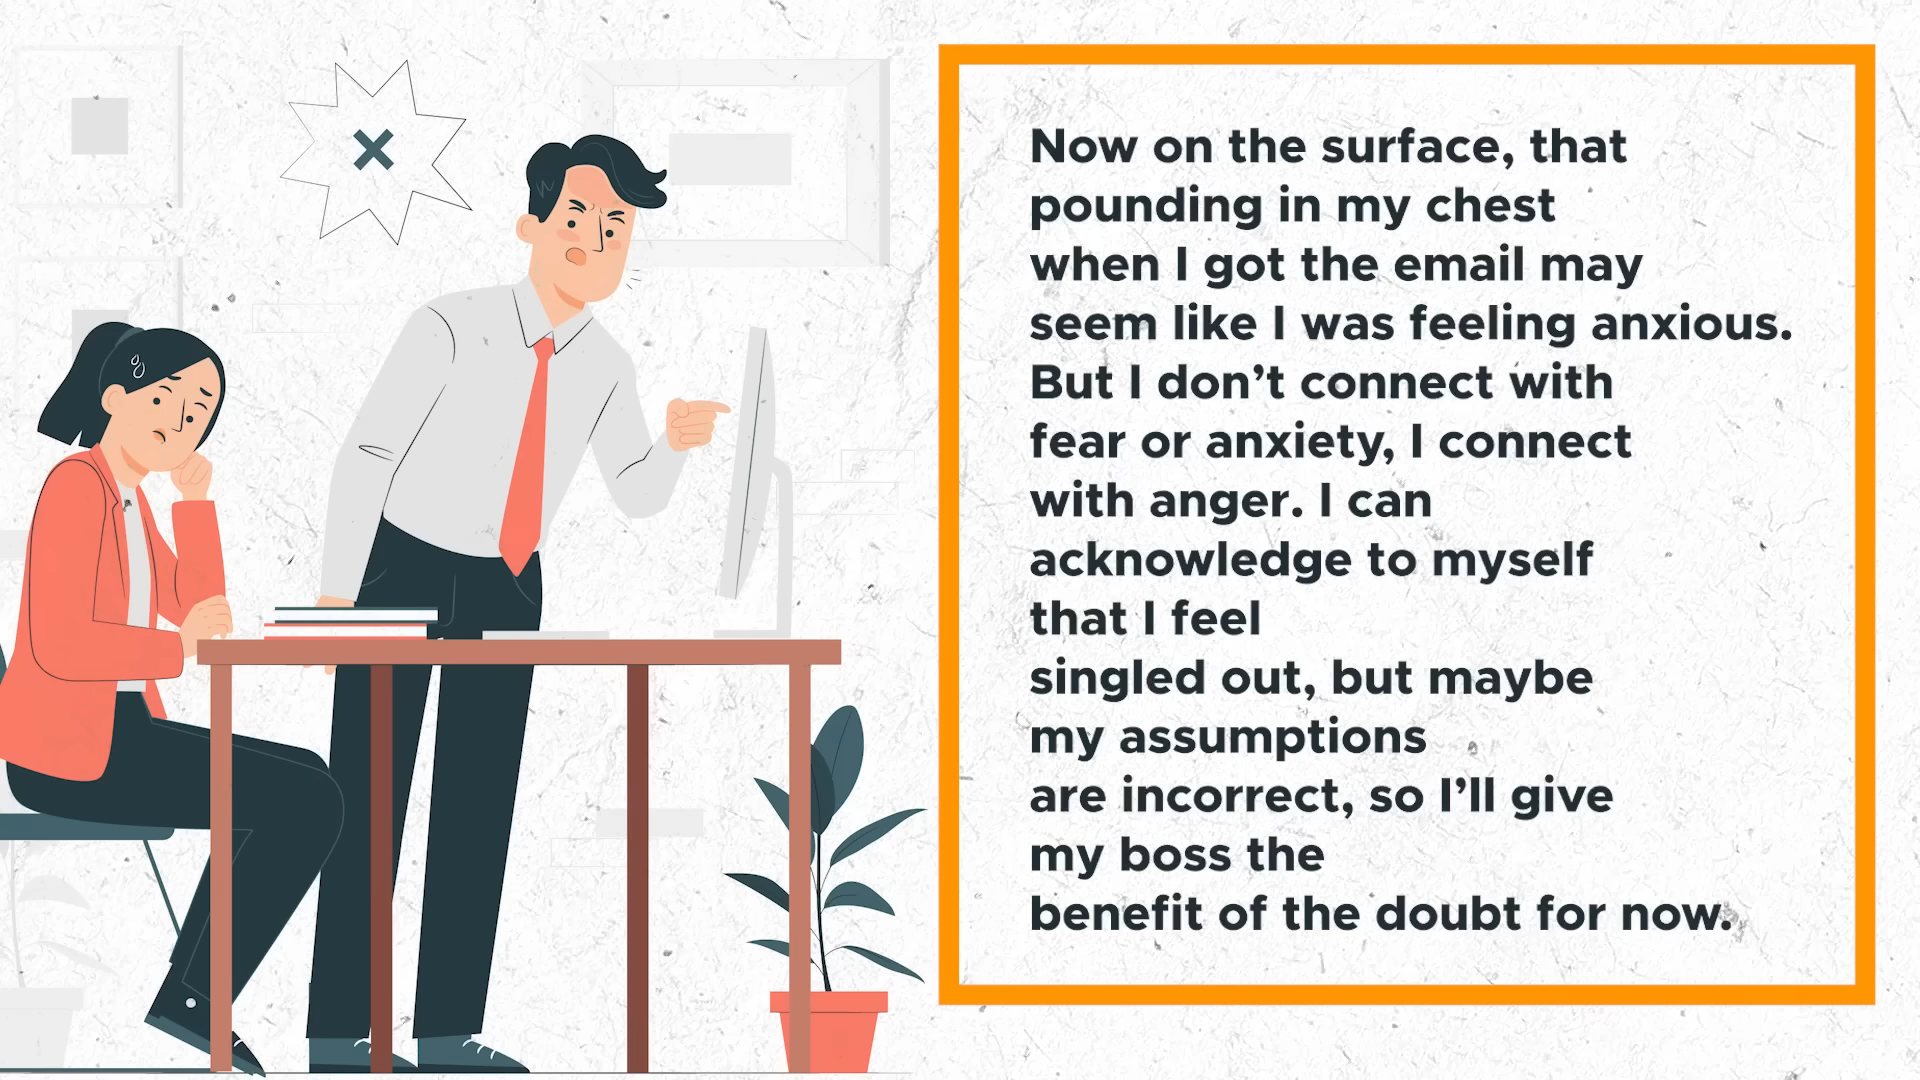 Now on the surface, that
pounding in my chest
when I got the email may
seem like I was feeling anxious.
But I don’t connect with
fear or anxiety, I connect
with anger. I can
acknowledge to myself
that I feel
singled out, but maybe
my assumptions
are incorrect, so I’ll give
my boss the
benefit of the doubt for now.